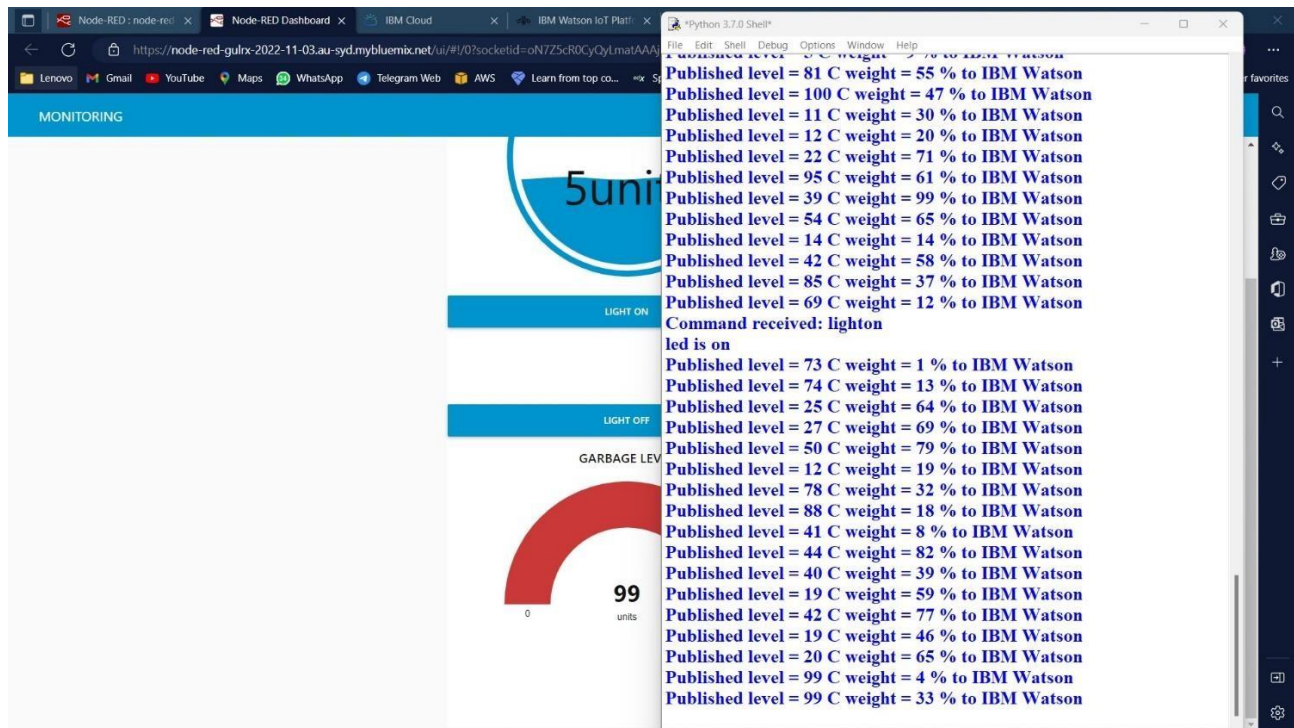 Node-RED : node-red
Node-RED Dashboard
IBM Cloud
IBM Watson IoT Platf
https://node-red-gulrx-2022-11-03.au-syd.mybluemix.net/ui/#!/0?socketid=oN7Z5cR0CyQyLmatAAAj
Lenovo
Gmail
YouTube
Maps
WhatsApp
Telegram Web
AWS
Learn from top co...
r favorites
MONITORING
5unit
LIGHT ON
LIGHT OFF
GARBAGE LEV
99
units
0
*Python 3.7.0 Shell*
File Edit Shell Debug Options Window Help
Published level = 81 C weight = 55 % to IBM Watson
Published level = 100 C weight = 47 % to IBM Watson
Published level = 11 C weight = 30 % to IBM Watson
Published level = 12 C weight = 20 % to IBM Watson
Published level = 22 C weight = 71 % to IBM Watson
Published level = 95 C weight = 61 % to IBM Watson
Published level = 39 C weight = 99 % to IBM Watson
Published level = 54 C weight = 65 % to IBM Watson
Published level = 14 C weight = 14 % to IBM Watson
Published level = 42 C weight = 58 % to IBM Watson
Published level = 85 C weight = 37 % to IBM Watson
Published level = 69 C weight = 12 % to IBM Watson
Command received: lighton
led is on
Published level = 73 C weight = 1 % to IBM Watson
Published level = 74 C weight = 13 % to IBM Watson
Published level = 25 C weight = 64 % to IBM Watson
Published level = 27 C weight = 69 % to IBM Watson
Published level = 50 C weight = 79 % to IBM Watson
Published level = 12 C weight = 19 % to IBM Watson
Published level = 78 C weight = 32 % to IBM Watson
Published level = 88 C weight = 18 % to IBM Watson
Published level = 41 C weight = 8 % to IBM Watson
Published level = 44 C weight = 82 % to IBM Watson
Published level = 40 C weight = 39 % to IBM Watson
Published level = 19 C weight = 59 % to IBM Watson
Published level = 42 C weight = 77 % to IBM Watson
Published level = 19 C weight = 46 % to IBM Watson
Published level = 20 C weight = 65 % to IBM Watson
Published level = 99 C weight = 4 % to IBM Watson
Published level = 99 C weight = 33 % to IBM Watson